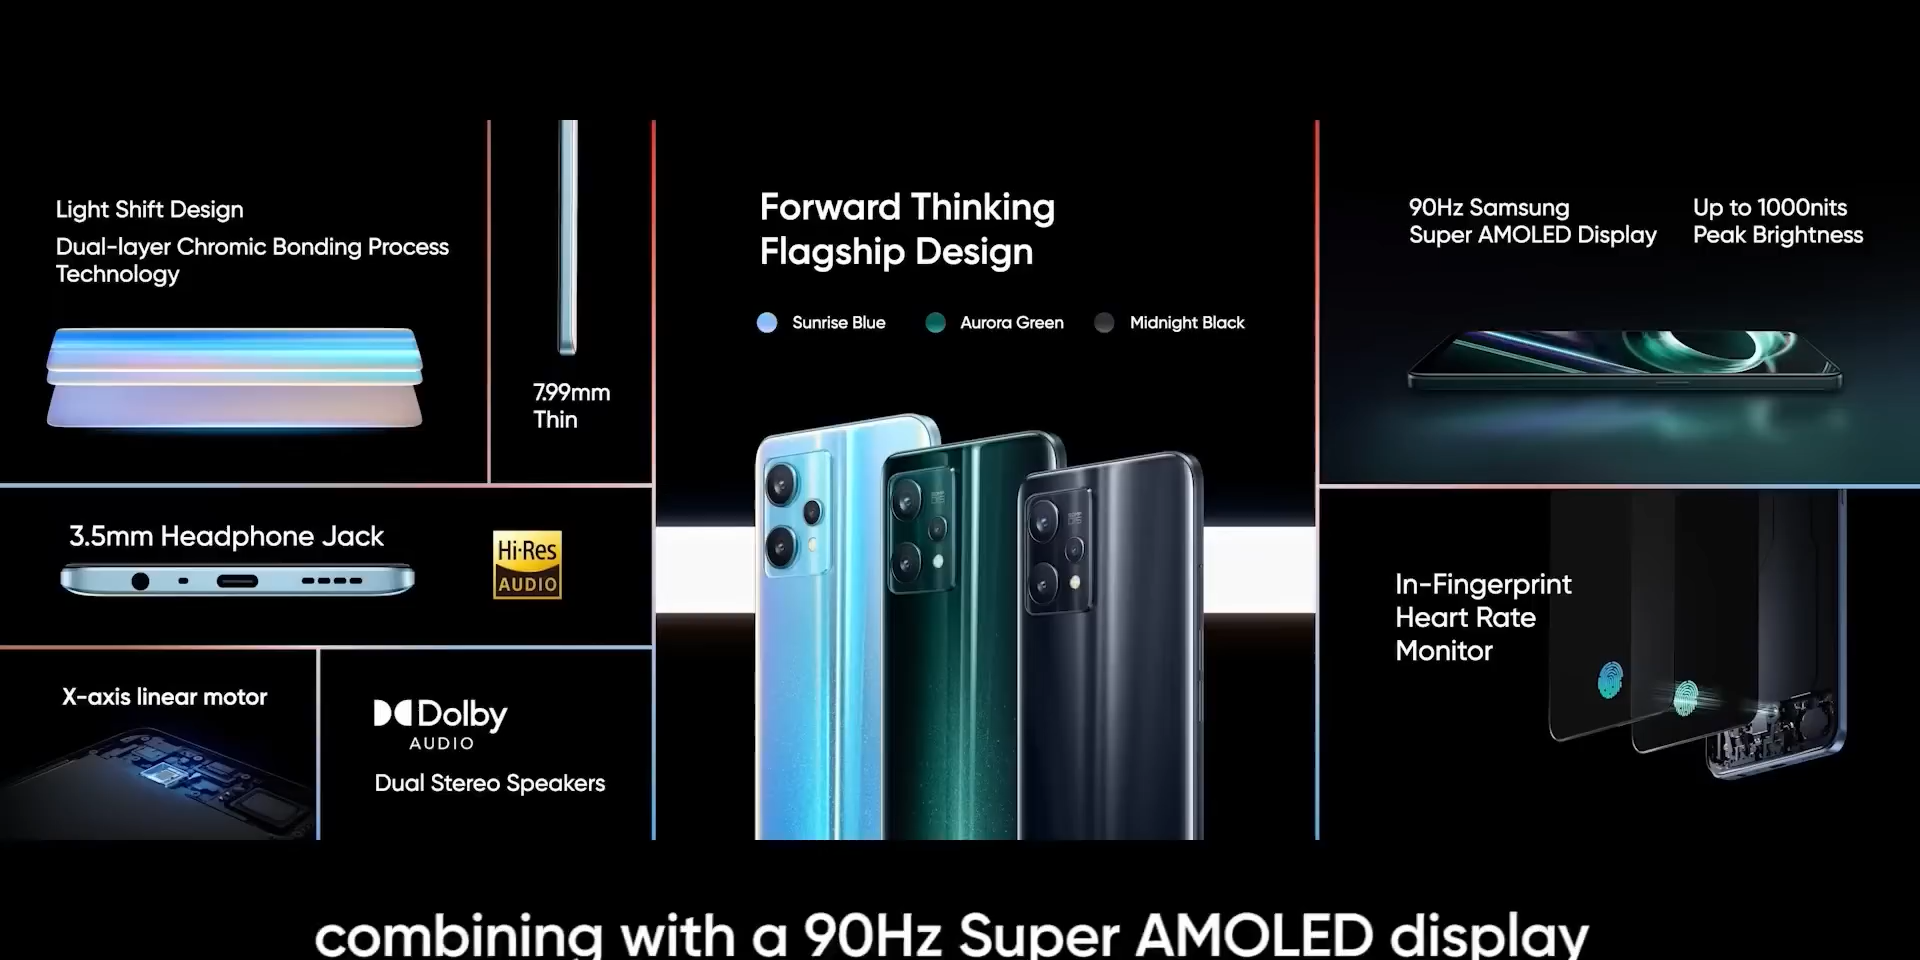 Light Shift Design
Dual-layer Chromic Bonding Process
Technology
7.99mm
Thin
Forward Thinking
Flagship Design
Sunrise Blue
Aurora Green
Midnight Black
90Hz Samsung
Super AMOLED Display
Up to 1000nits
Peak Brightness
3.5mm Headphone Jack
Hi-Res
AUDIO
In-Fingerprint
Heart Rate
Monitor
X-axis linear motor
Dolby
AUDIO
Dual Stereo Speakers
combining with a 90Hz Super AMOLED display